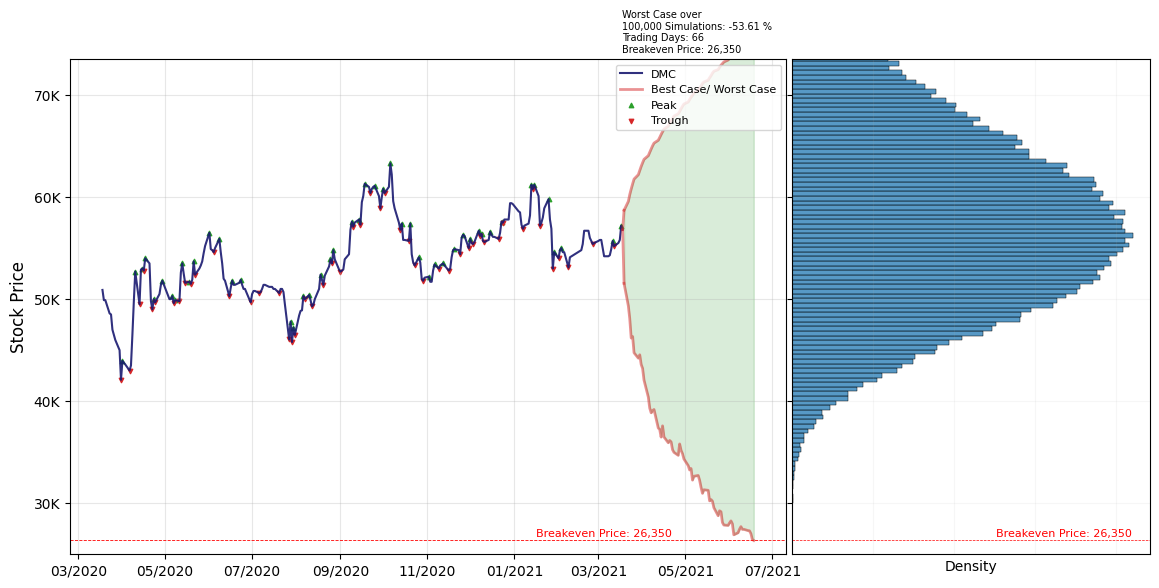 Worst Case over
100,000 Simulations: -53.61 %
Trading Days: 66
Breakeven Price: 26,350
DMC
Best Case/ Worst Case
Peak
Trough
70K
60K
50K
40K
30K
Stock Price
Breakeven Price: 26,350
Breakeven Price: 26,350
03/2020 05/2020 07/2020 09/2020 11/2020 01/2021 03/2021 05/2021 07/2021
Density